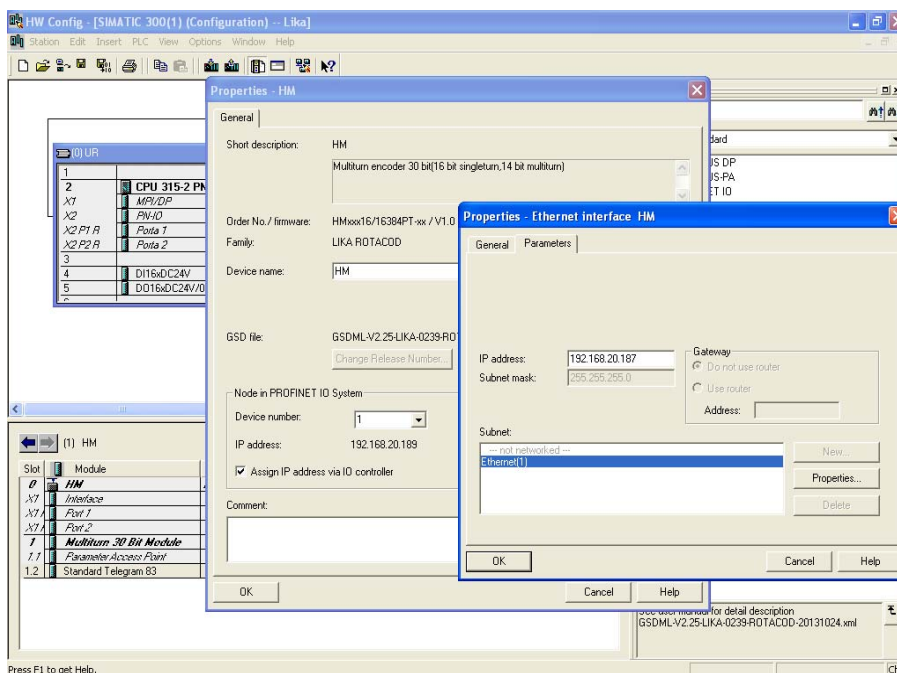 HW Config - [SIMATIC 300(1) (Configuration) -- Lika]
Station Edit Insert PLC View Options Window Help
(0) UR
1
2 CPU 315-2 PN
X1 MPI/DP
X2 PN-IO
X2 P1 R Porta 1
X2 P2 R Porta 2
3
4 DI16xDC24V
5 DO16xDC24V/0
Properties - HM
General
Short description: HM
Multiturn encoder 30 bit(16 bit singleturn,14 bit multiturn)
Order No./ firmware: HMxxx16/16384PT-xx / V1.0
Family: LIKA ROTACOD
Device name: HM
GSD file: GSDML-V2.25-LIKA-0239-RO
Change Release Number...
Node in PROFINET IO System
Device number: 1
IP address: 192.168.20.189
Assign IP address via IO controller
Comment:
OK Cancel Help
dard
US DP
US-PA
ET IO
Properties - Ethernet interface HM
General Parameters
IP address: 192.168.20.187
Subnet mask: 255.255.255.0
Gateway
Do not use router
Use router
Address:
Subnet:
--- not networked ---
Ethernet(1)
New...
Properties...
Delete
OK Cancel Help
(1) HM
Slot Module
0 HM
X1 Interface
X1 Port 1
X1 Port 2
1 Multiturn 30 Bit Module
1.1 Parameter Access Point
1.2 Standard Telegram 83
See user manual for detail description
GSDML-V2.25-LIKA-0239-ROTACOD-20131024.xml
Press F1 to get Help.
Ch